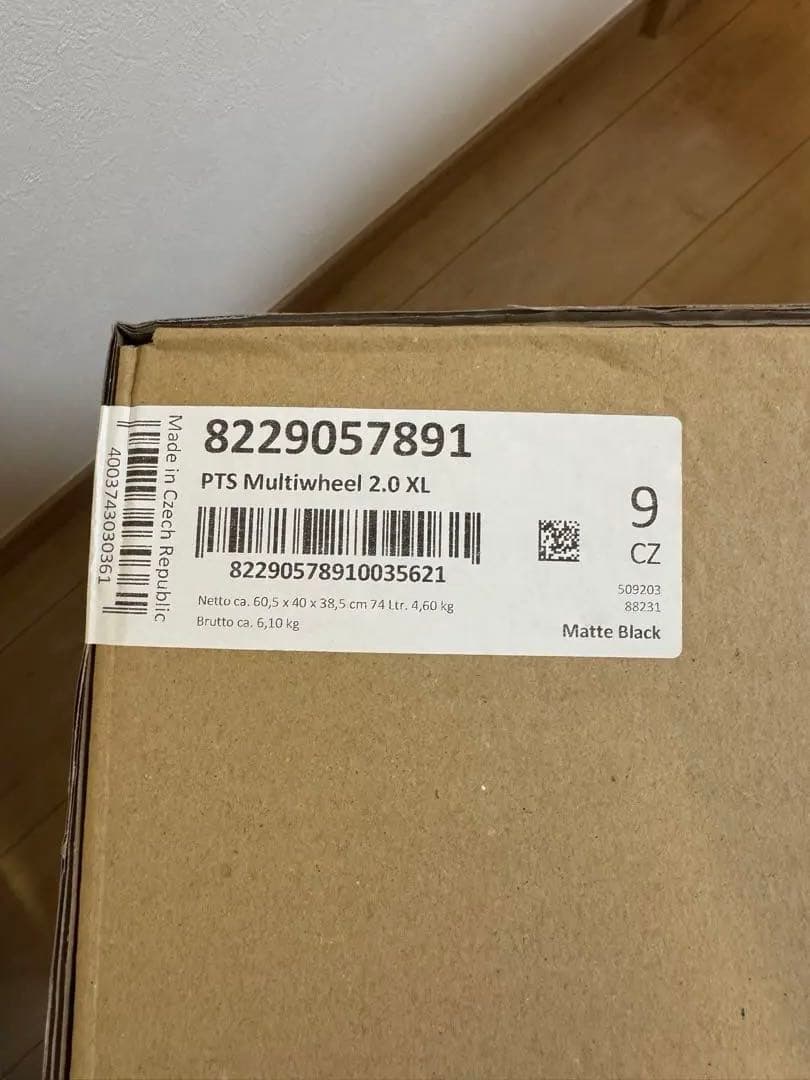 8229057891
PTS Multiwheel 2.0 XL
82290578910035621
Netto ca. 60,5 x 40 x 38,5 cm 74 Ltr. 4,60 kg
Brutto ca. 6,10 kg
9
CZ
509203
88231
Matte Black
Made in Czech Republic
4003743030361